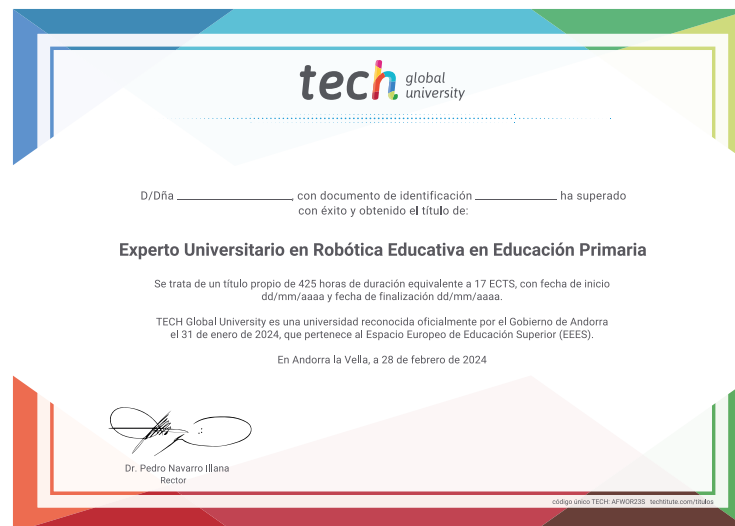 tech global
university
D/Dña ____________, con documento de identificación __________ ha superado
con éxito y obtenido el título de:
Experto Universitario en Robótica Educativa en Educación Primaria
Se trata de un título propio de 425 horas de duración equivalente a 17 ECTS, con fecha de inicio
dd/mm/aaaa y fecha de finalización dd/mm/aaaa.
TECH Global University es una universidad reconocida oficialmente por el Gobierno de Andorra
el 31 de enero de 2024, que pertenece al Espacio Europeo de Educación Superior (EEES).
En Andorra la Vella, a 28 de febrero de 2024
Dr. Pedro Navarro Illana
Rector
código único TECH: AFWOR23S techtitute.com/titulos